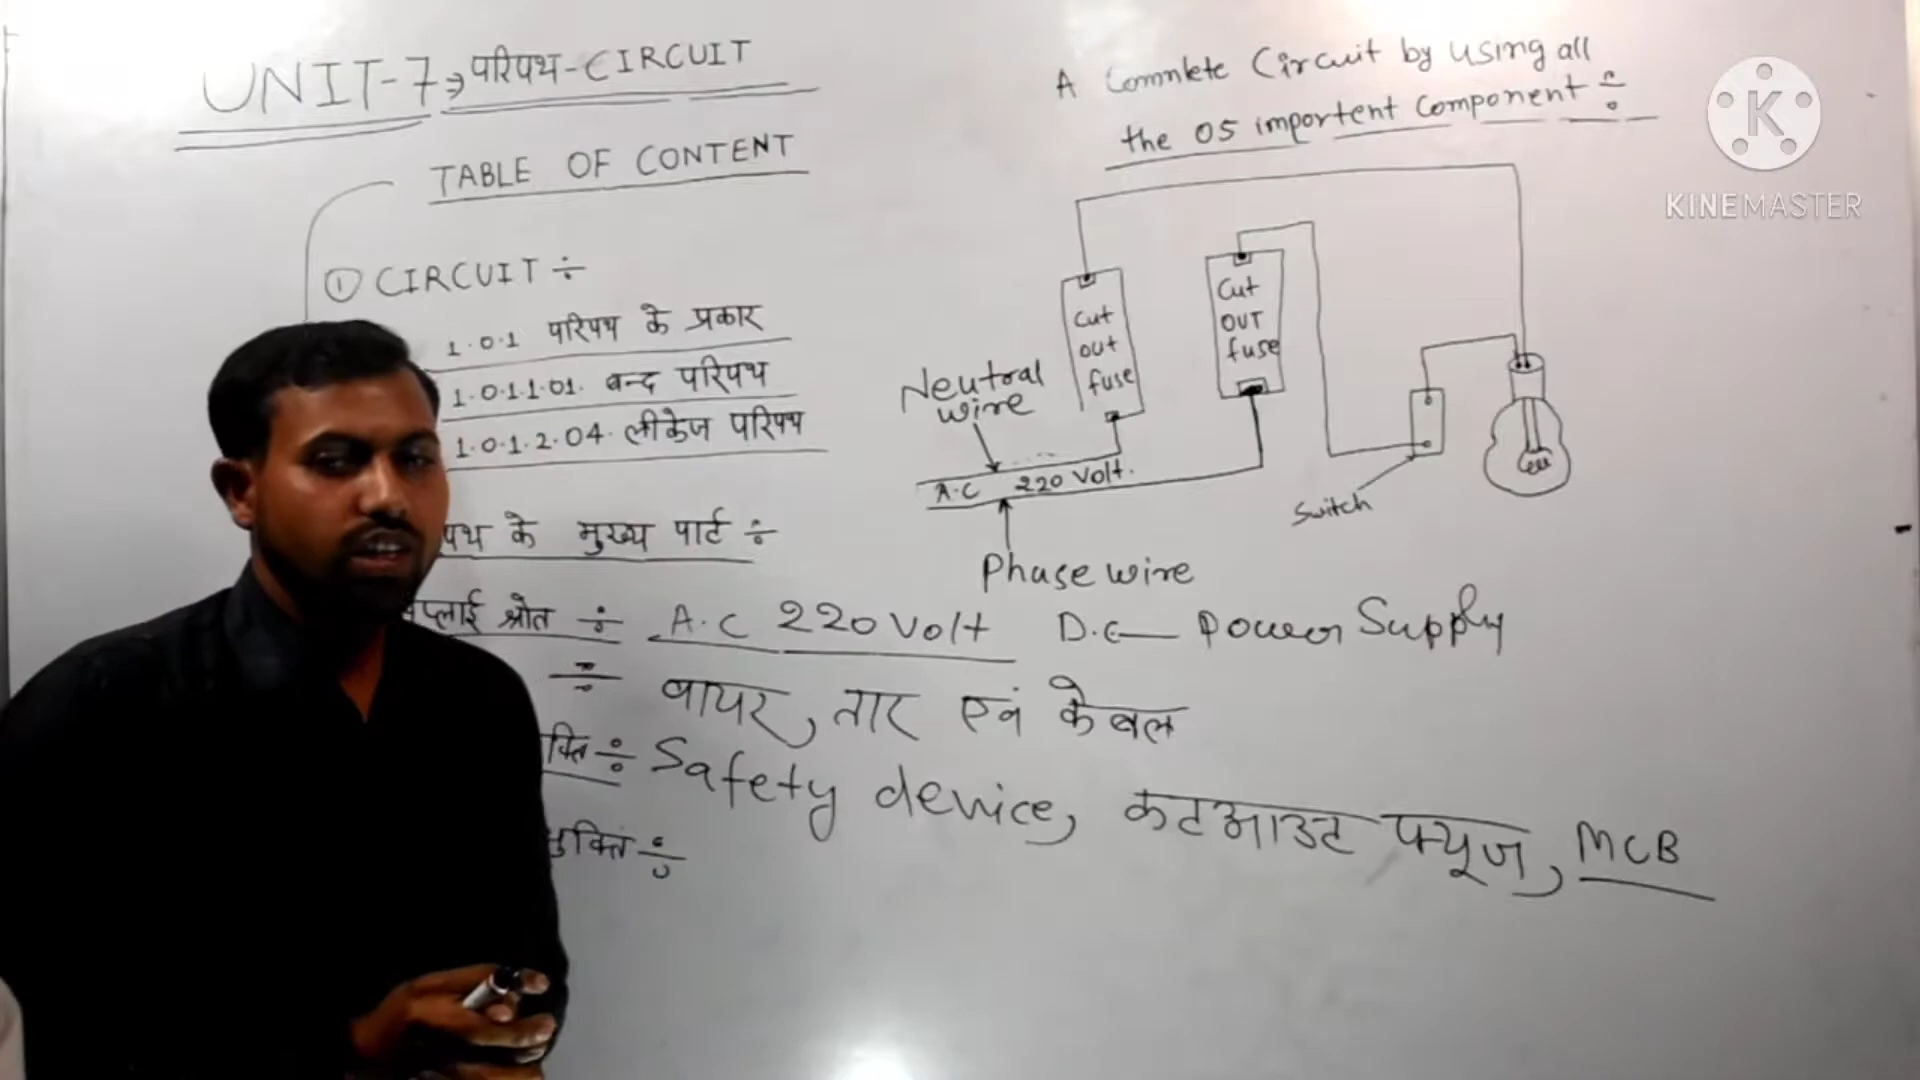 UNIT-7→परिपथ-CIRCUIT
TABLE OF CONTENT
① CIRCUIT ÷
1.0.1 परिपथ के प्रकार
1.0.1.1.01. बन्द परिपथ
1.0.1.2.04. लीकेज परिपथ
पथ के मुख्य पार्ट ÷
प्लाई श्रोत ÷ A.C 220 Volt D.C— Power Supply
÷ वायर, तार एवं केबल
क्ति ÷ Safety device, कटआउट फ्यूज, MCB
युक्ति ÷
A Comnlete Circuit by using all
the 05 importent Component ÷
Cut
out
fuse
Cut
OUT
fuse
Neutral
wire
A.C 220 Volt.
Phase wire
Switch
K
KINEMASTER